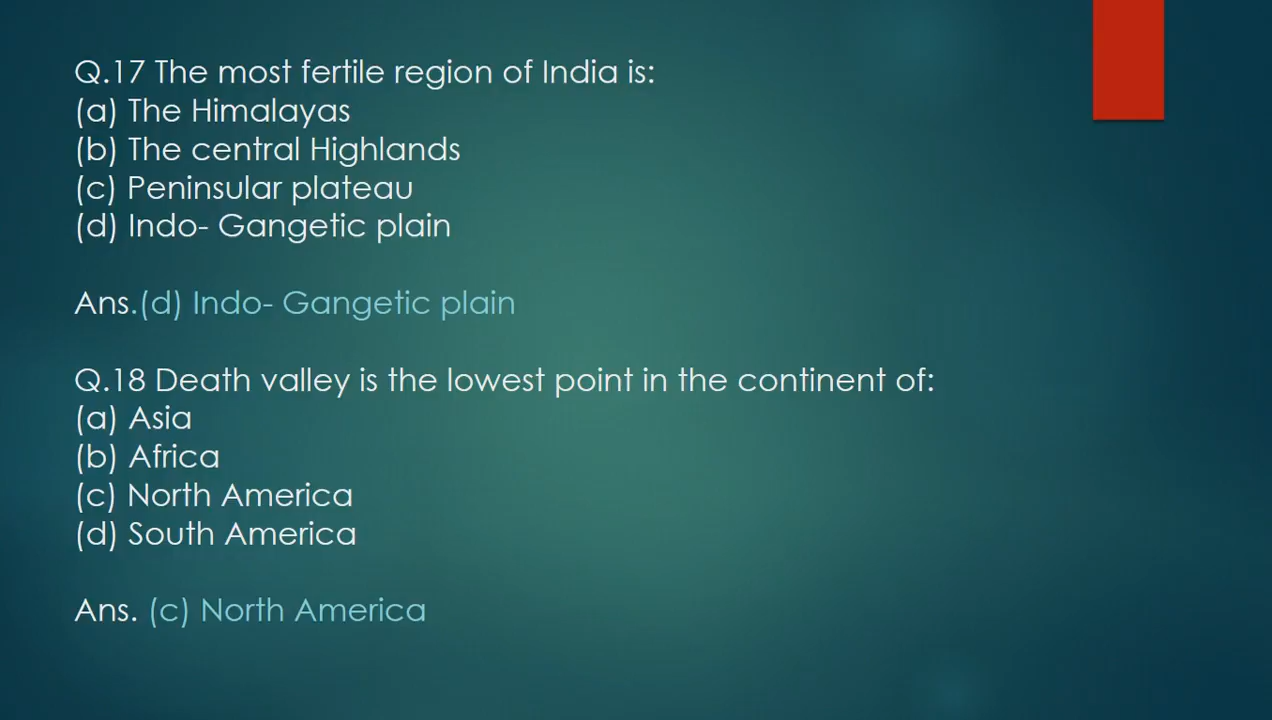 Q.17 The most fertile region of India is:
(a) The Himalayas
(b) The central Highlands
(c) Peninsular plateau
(d) Indo- Gangetic plain
Ans.(d) Indo- Gangetic plain
Q.18 Death valley is the lowest point in the continent of:
(a) Asia
(b) Africa
(c) North America
(d) South America
Ans. (c) North America